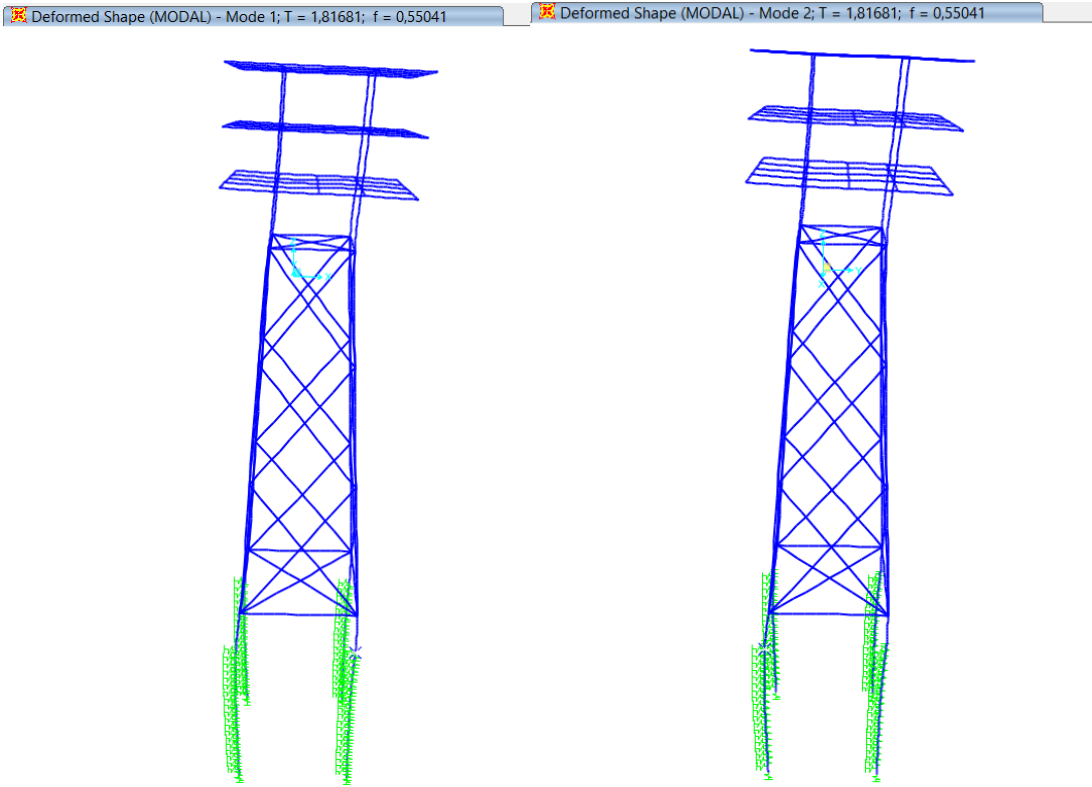 Deformed Shape (MODAL) - Mode 1; T = 1,81681; f = 0,55041
Deformed Shape (MODAL) - Mode 2; T = 1,81681; f = 0,55041